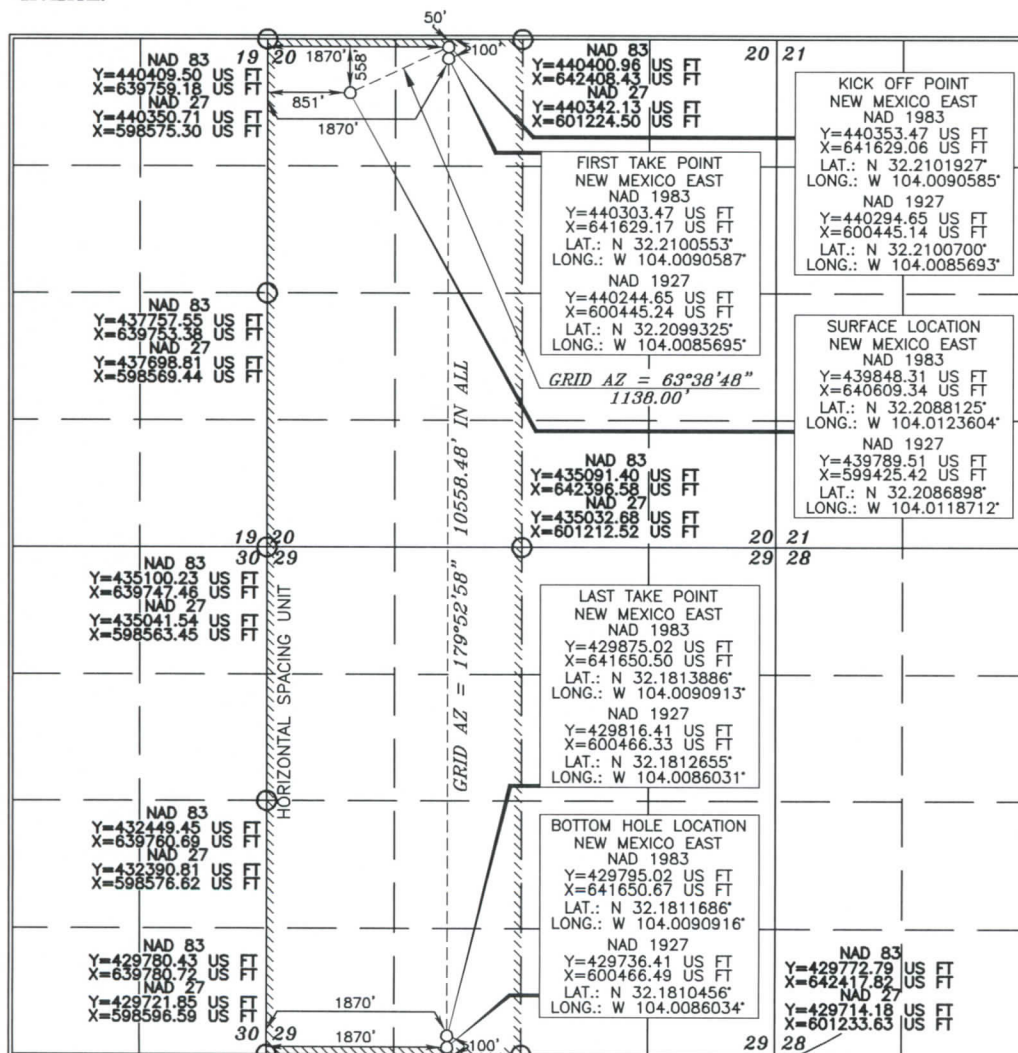 50'
19 20
1870'
558'
100'
851'
1870'
20 21
NAD 83
Y=440409.50 US FT
X=639759.18 US FT
NAD 27
Y=440350.71 US FT
X=598575.30 US FT
NAD 83
Y=440400.96 US FT
X=642408.43 US FT
NAD 27
Y=440342.13 US FT
X=601224.50 US FT
KICK OFF POINT
NEW MEXICO EAST
NAD 1983
Y=440353.47 US FT
X=641629.06 US FT
LAT.: N 32.2101927°
LONG.: W 104.0090585°
NAD 1927
Y=440294.65 US FT
X=600445.14 US FT
LAT.: N 32.2100700°
LONG.: W 104.0085693°
FIRST TAKE POINT
NEW MEXICO EAST
NAD 1983
Y=440303.47 US FT
X=641629.17 US FT
LAT.: N 32.2100553°
LONG.: W 104.0090587°
NAD 1927
Y=440244.65 US FT
X=600445.24 US FT
LAT.: N 32.2099325°
LONG.: W 104.0085695°
GRID AZ = 63°38'48"
1138.00'
SURFACE LOCATION
NEW MEXICO EAST
NAD 1983
Y=439848.31 US FT
X=640609.34 US FT
LAT.: N 32.2088125°
LONG.: W 104.0123604°
NAD 1927
Y=439789.51 US FT
X=599425.42 US FT
LAT.: N 32.2086898°
LONG.: W 104.0118712°
NAD 83
Y=437757.55 US FT
X=639753.38 US FT
NAD 27
Y=437698.81 US FT
X=598569.44 US FT
GRID AZ = 179°52'58" 10558.48' IN ALL
NAD 83
Y=435091.40 US FT
X=642396.58 US FT
NAD 27
Y=435032.68 US FT
X=601212.52 US FT
19 20
30 29
20 21
29 28
NAD 83
Y=435100.23 US FT
X=639747.46 US FT
NAD 27
Y=435041.54 US FT
X=598563.45 US FT
HORIZONTAL SPACING UNIT
LAST TAKE POINT
NEW MEXICO EAST
NAD 1983
Y=429875.02 US FT
X=641650.50 US FT
LAT.: N 32.1813886°
LONG.: W 104.0090913°
NAD 1927
Y=429816.41 US FT
X=600466.33 US FT
LAT.: N 32.1812655°
LONG.: W 104.0086031°
NAD 83
Y=432449.45 US FT
X=639760.69 US FT
NAD 27
Y=432390.81 US FT
X=598576.62 US FT
BOTTOM HOLE LOCATION
NEW MEXICO EAST
NAD 1983
Y=429795.02 US FT
X=641650.67 US FT
LAT.: N 32.1811686°
LONG.: W 104.0090916°
NAD 1927
Y=429736.41 US FT
X=600466.49 US FT
LAT.: N 32.1810456°
LONG.: W 104.0086034°
NAD 83
Y=429780.43 US FT
X=639780.72 US FT
NAD 27
Y=429721.85 US FT
X=598596.59 US FT
NAD 83
Y=429772.79 US FT
X=642417.82 US FT
NAD 27
Y=429714.18 US FT
X=601233.63 US FT
30 29
1870'
1870'
100'
29 28